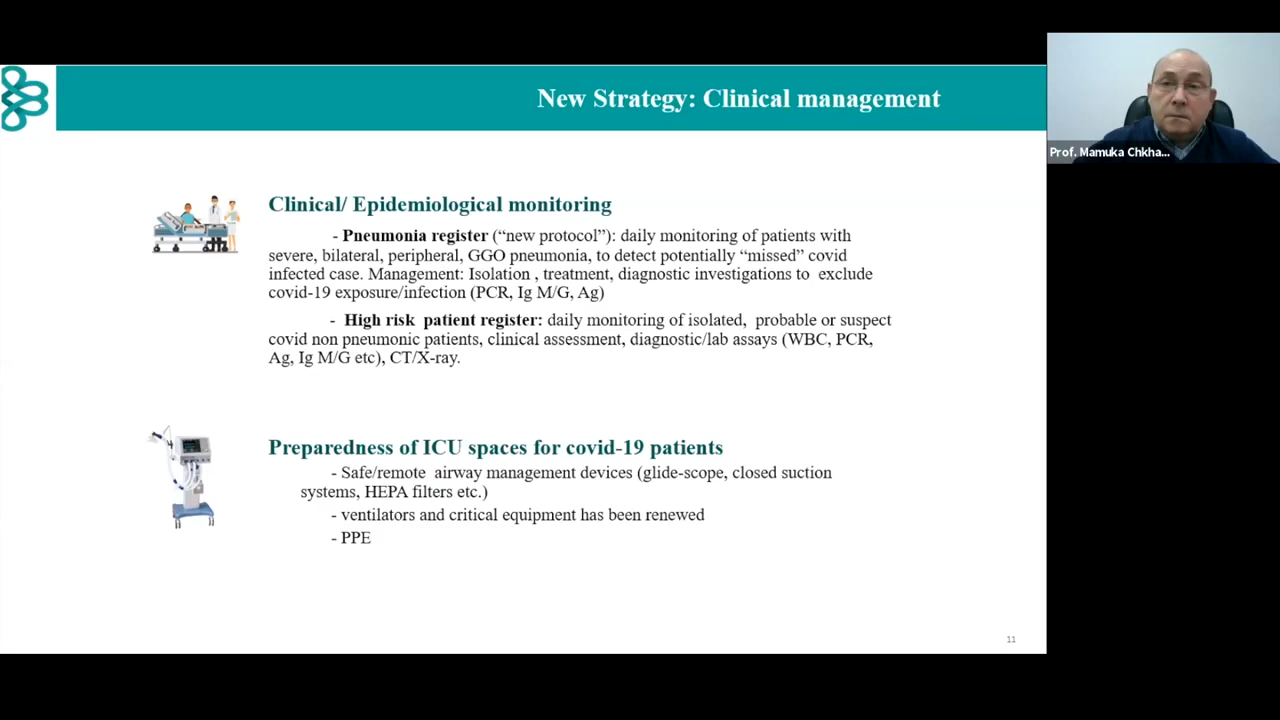 New Strategy: Clinical management
Prof. Mamuka Chkha...
Clinical/ Epidemiological monitoring
- Pneumonia register (“new protocol”): daily monitoring of patients with
severe, bilateral, peripheral, GGO pneumonia, to detect potentially “missed” covid
infected case. Management: Isolation , treatment, diagnostic investigations to exclude
covid-19 exposure/infection (PCR, Ig M/G, Ag)
- High risk patient register: daily monitoring of isolated, probable or suspect
covid non pneumonic patients, clinical assessment, diagnostic/lab assays (WBC, PCR,
Ag, Ig M/G etc), CT/X-ray.
Preparedness of ICU spaces for covid-19 patients
- Safe/remote airway management devices (glide-scope, closed suction
systems, HEPA filters etc.)
- ventilators and critical equipment has been renewed
- PPE
11